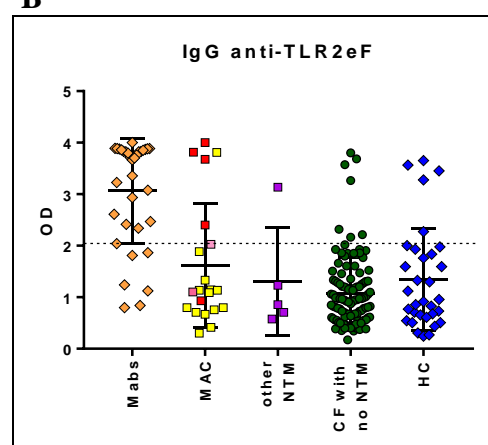 B
IgG anti-TLR2eF
OD
5
4
3
2
1
0
Mabs
MAC
other
NTM
CF with
no NTM
HC